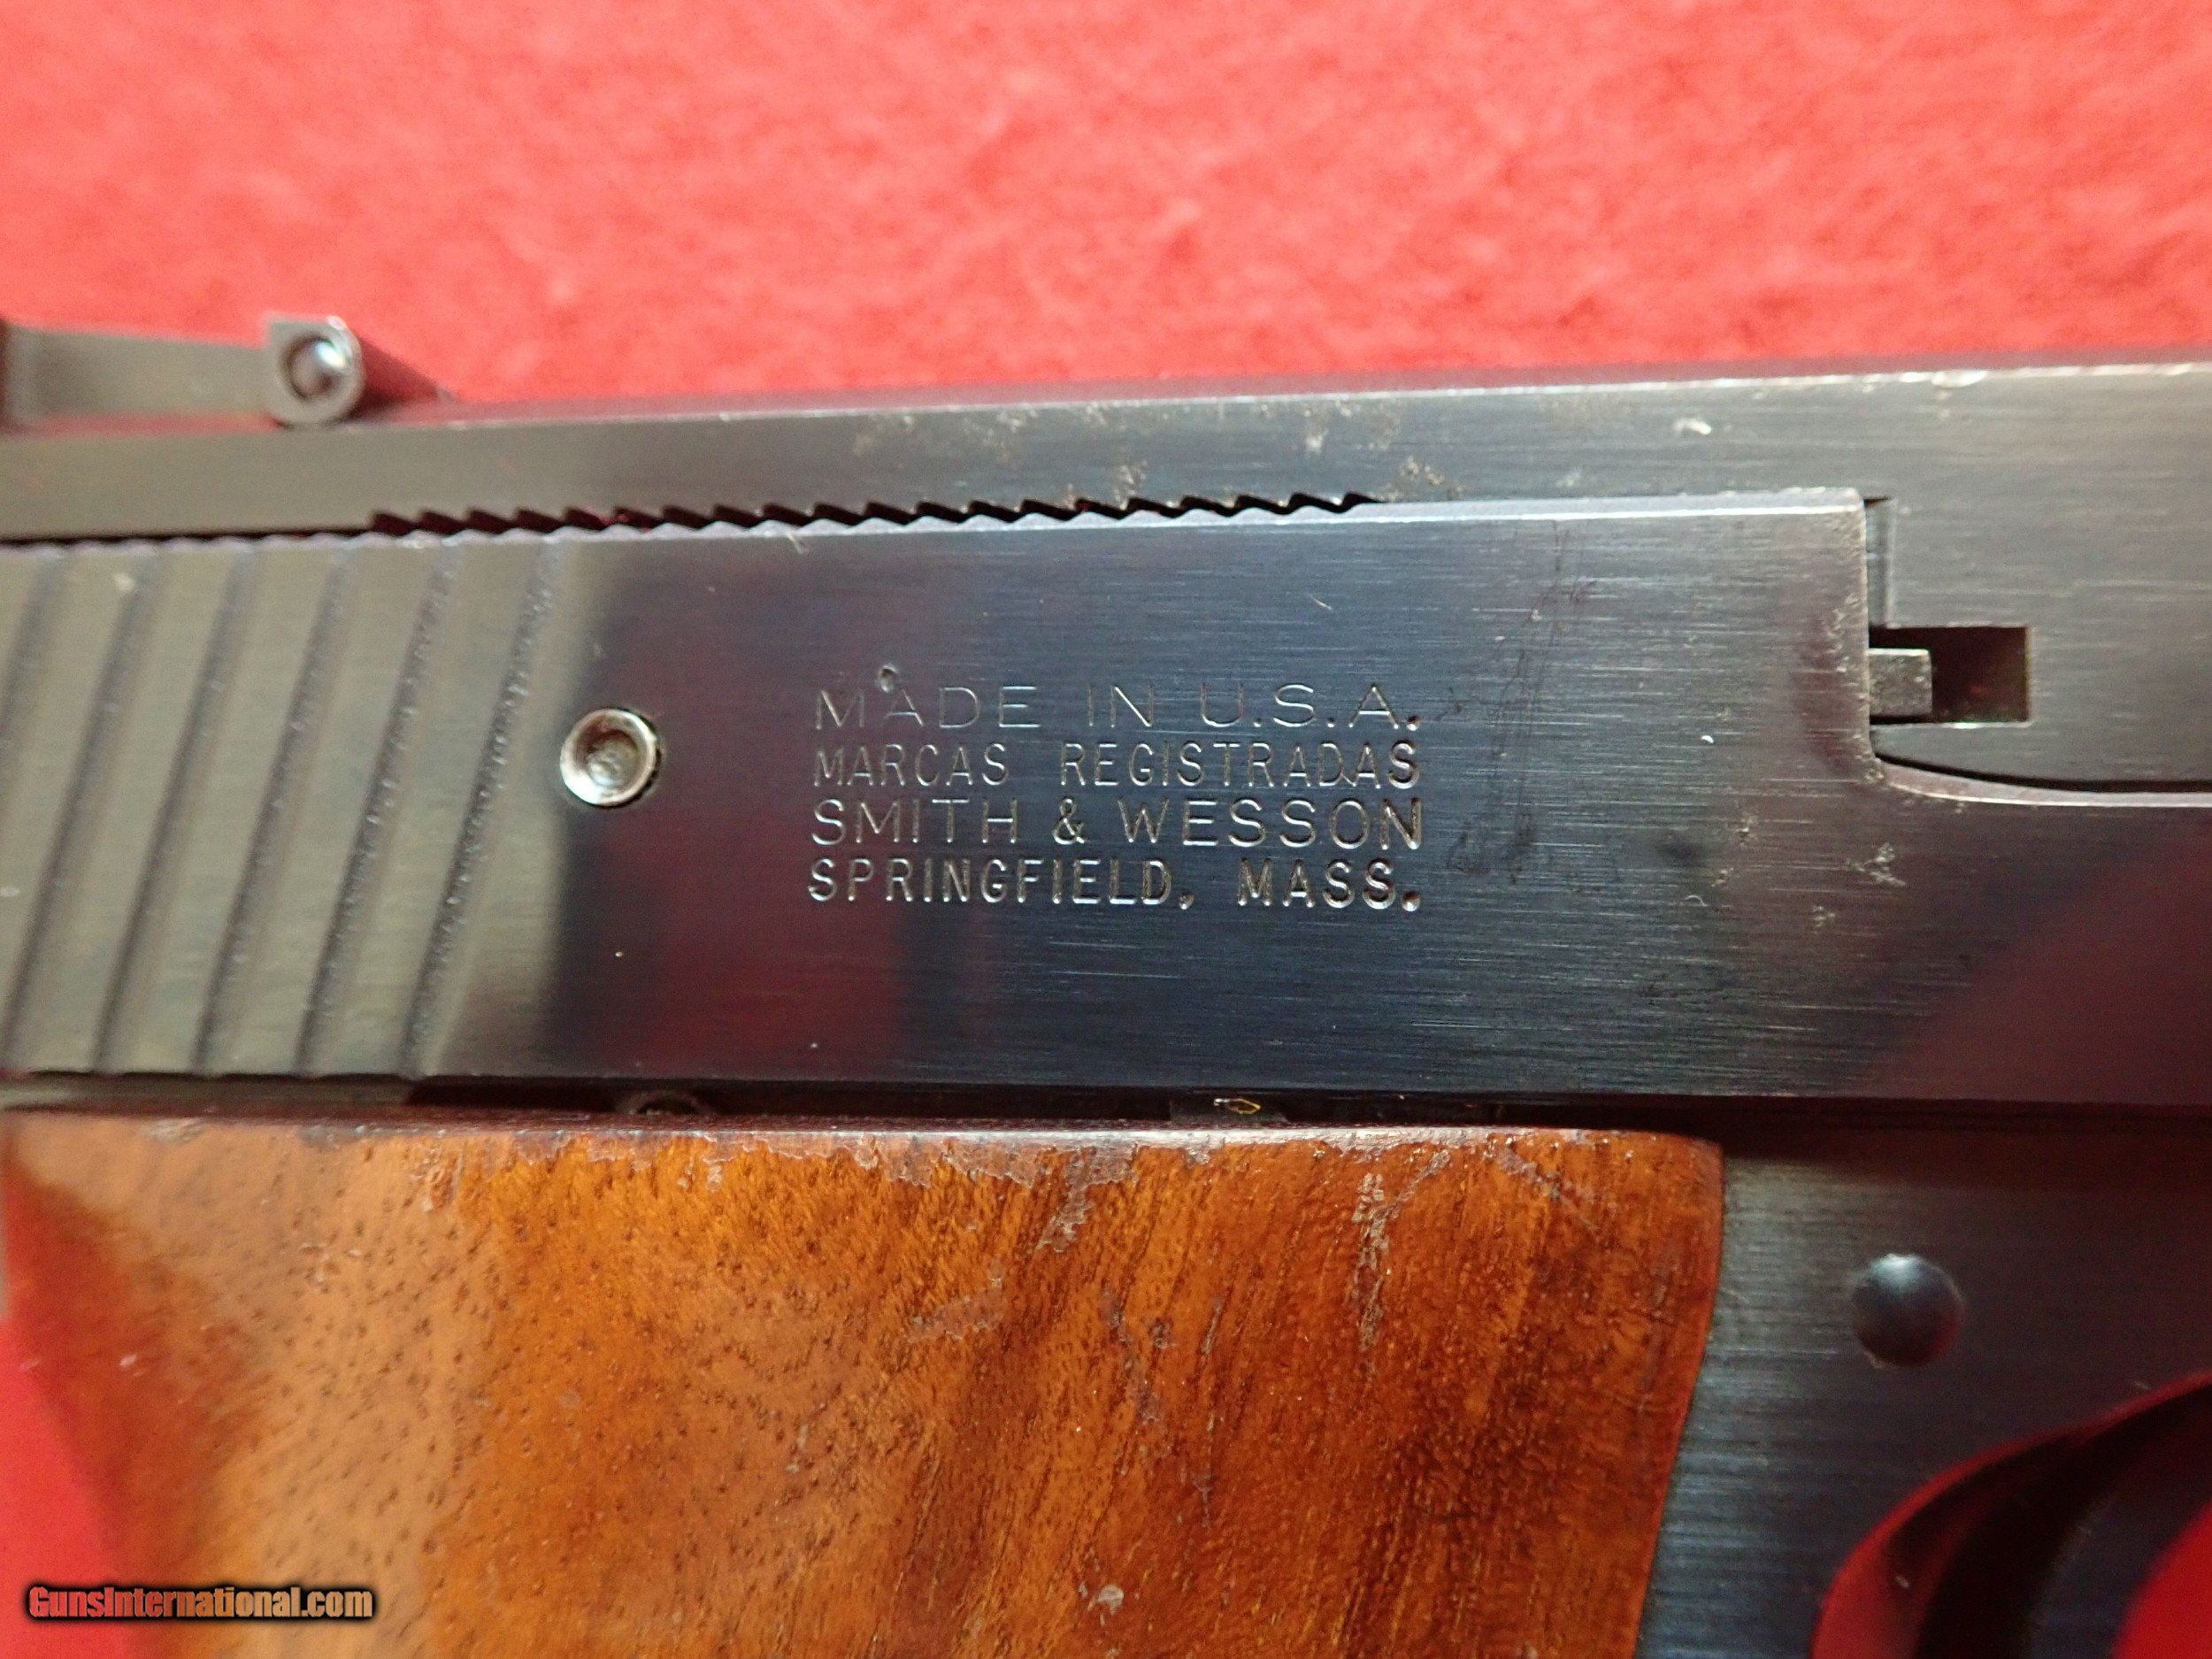 MADE IN U.S.A.
MARCAS REGISTRADAS
SMITH & WESSON
SPRINGFIELD, MASS.
GunsInternational.com